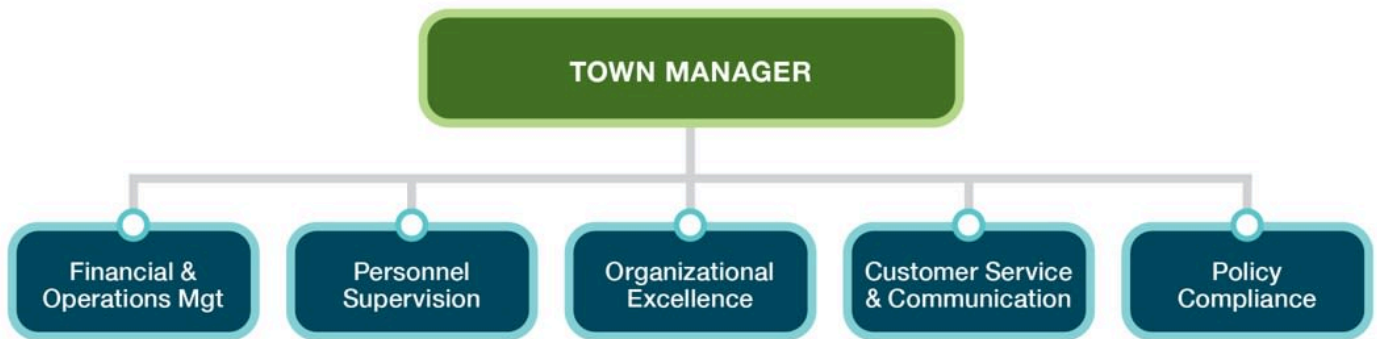 TOWN MANAGER
Financial &
Operations Mgt
Personnel
Supervision
Organizational
Excellence
Customer Service
& Communication
Policy
Compliance